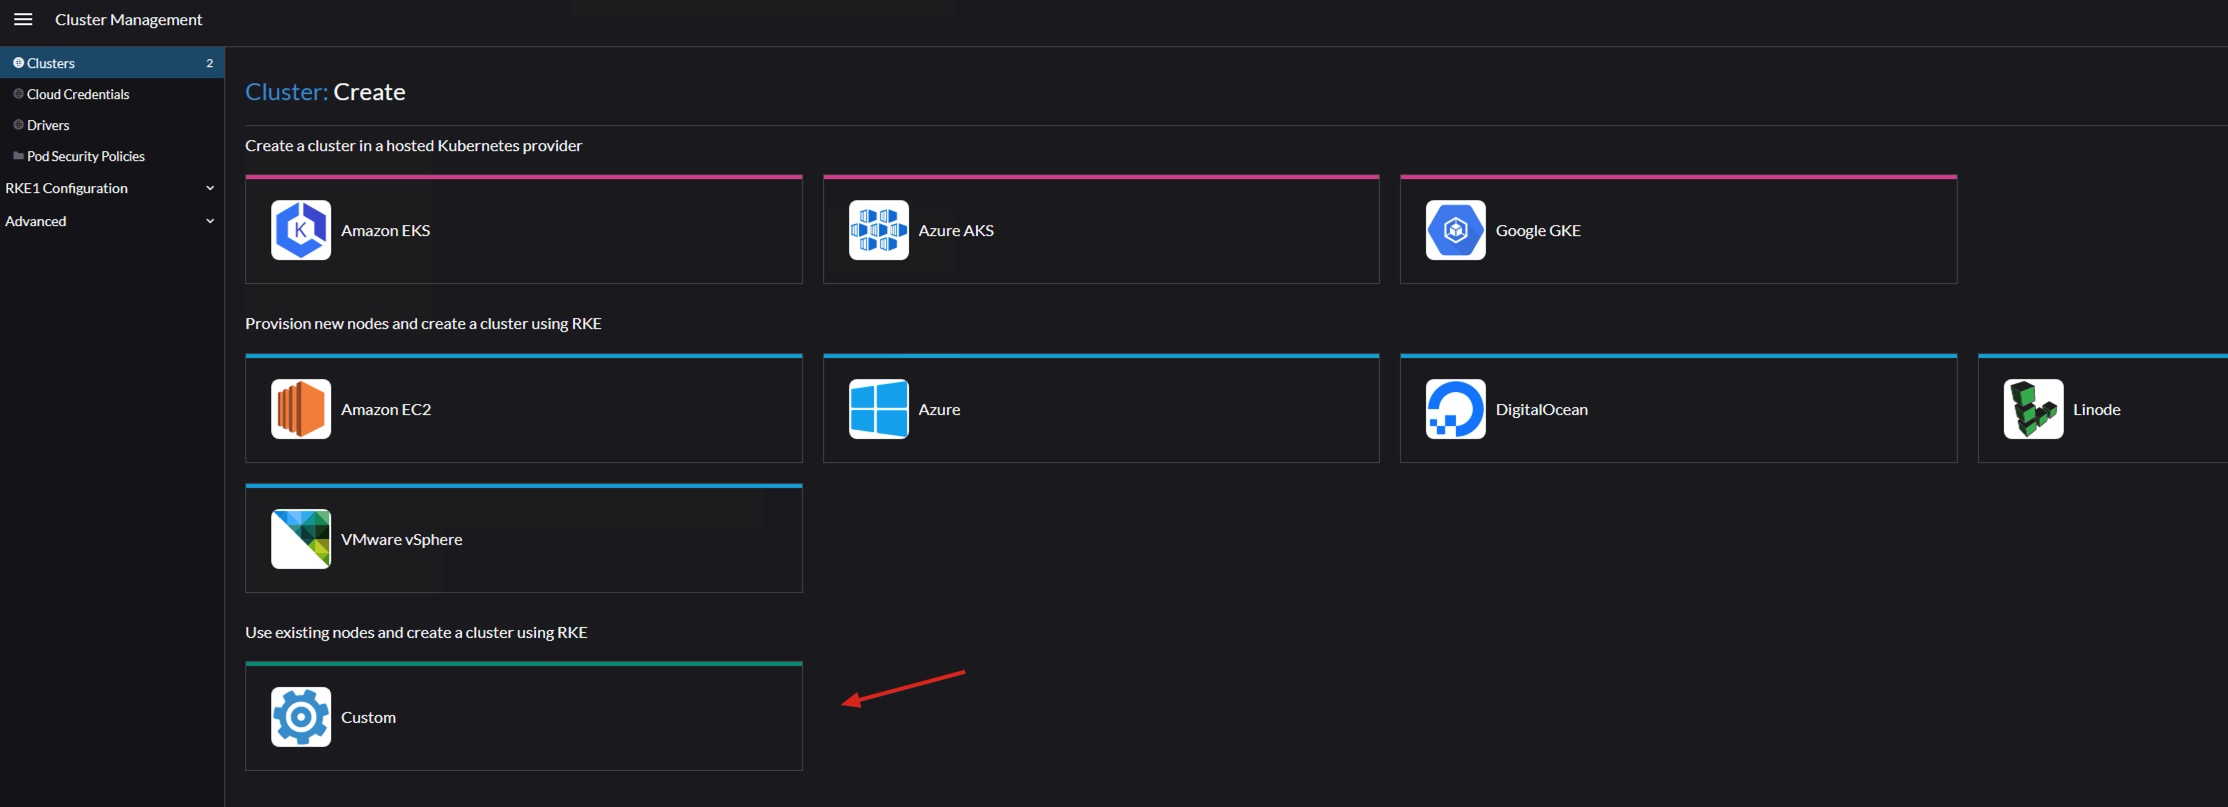 Cluster Management
Clusters 2
Cloud Credentials
Drivers
Pod Security Policies
RKE1 Configuration
Advanced
Cluster: Create
Create a cluster in a hosted Kubernetes provider
K
Amazon EKS
Azure AKS
Google GKE
Provision new nodes and create a cluster using RKE
Amazon EC2
Azure
DigitalOcean
Linode
VMware vSphere
Use existing nodes and create a cluster using RKE
Custom